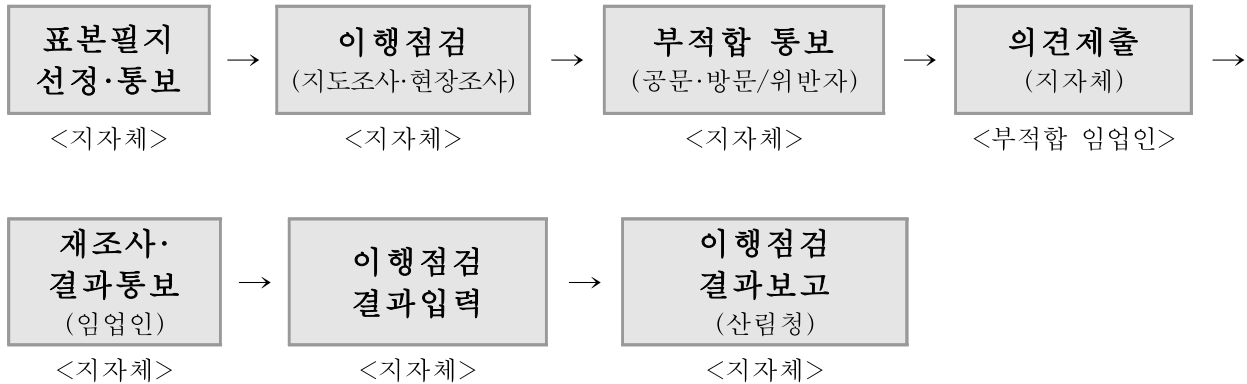 표본필지
선정·통보
<지자체>
→
이행점검
(지도조사·현장조사)
<지자체>
→
부적합 통보
(공문·방문/위반자)
<지자체>
→
의견제출
(지자체)
<부적합 임업인>
→
재조사·
결과통보
(임업인)
<지자체>
→
이행점검
결과입력
<지자체>
→
이행점검
결과보고
(산림청)
<지자체>